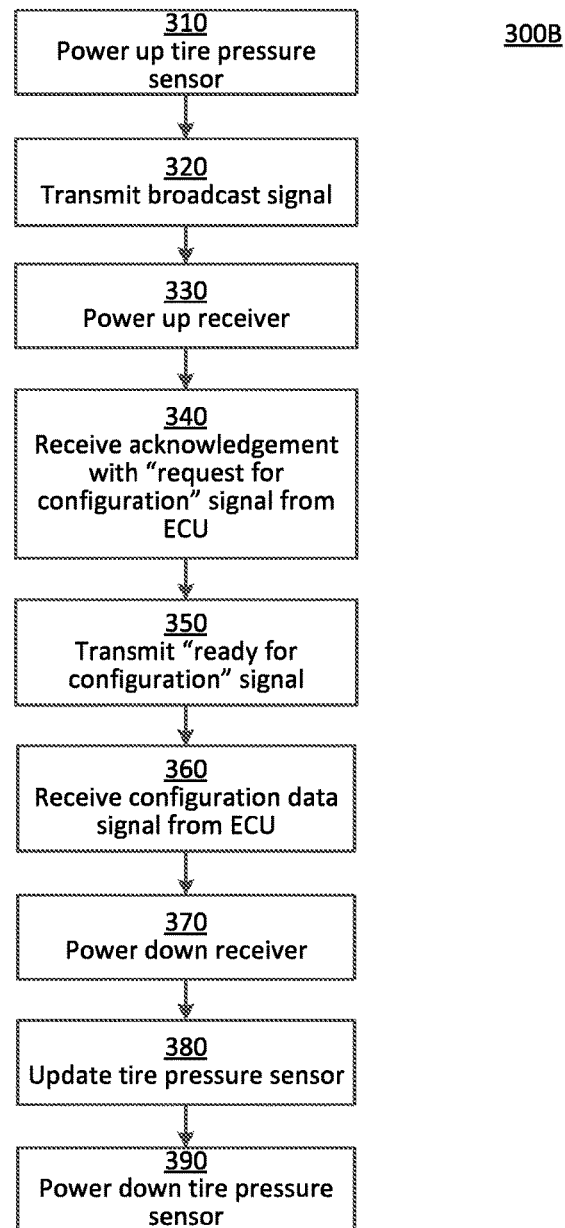 310
Power up tire pressure
sensor
300B
320
Transmit broadcast signal
330
Power up receiver
340
Receive acknowledgement
with “request for
configuration” signal from
ECU
350
Transmit “ready for
configuration” signal
360
Receive configuration data
signal from ECU
370
Power down receiver
380
Update tire pressure sensor
390
Power down tire pressure
sensor